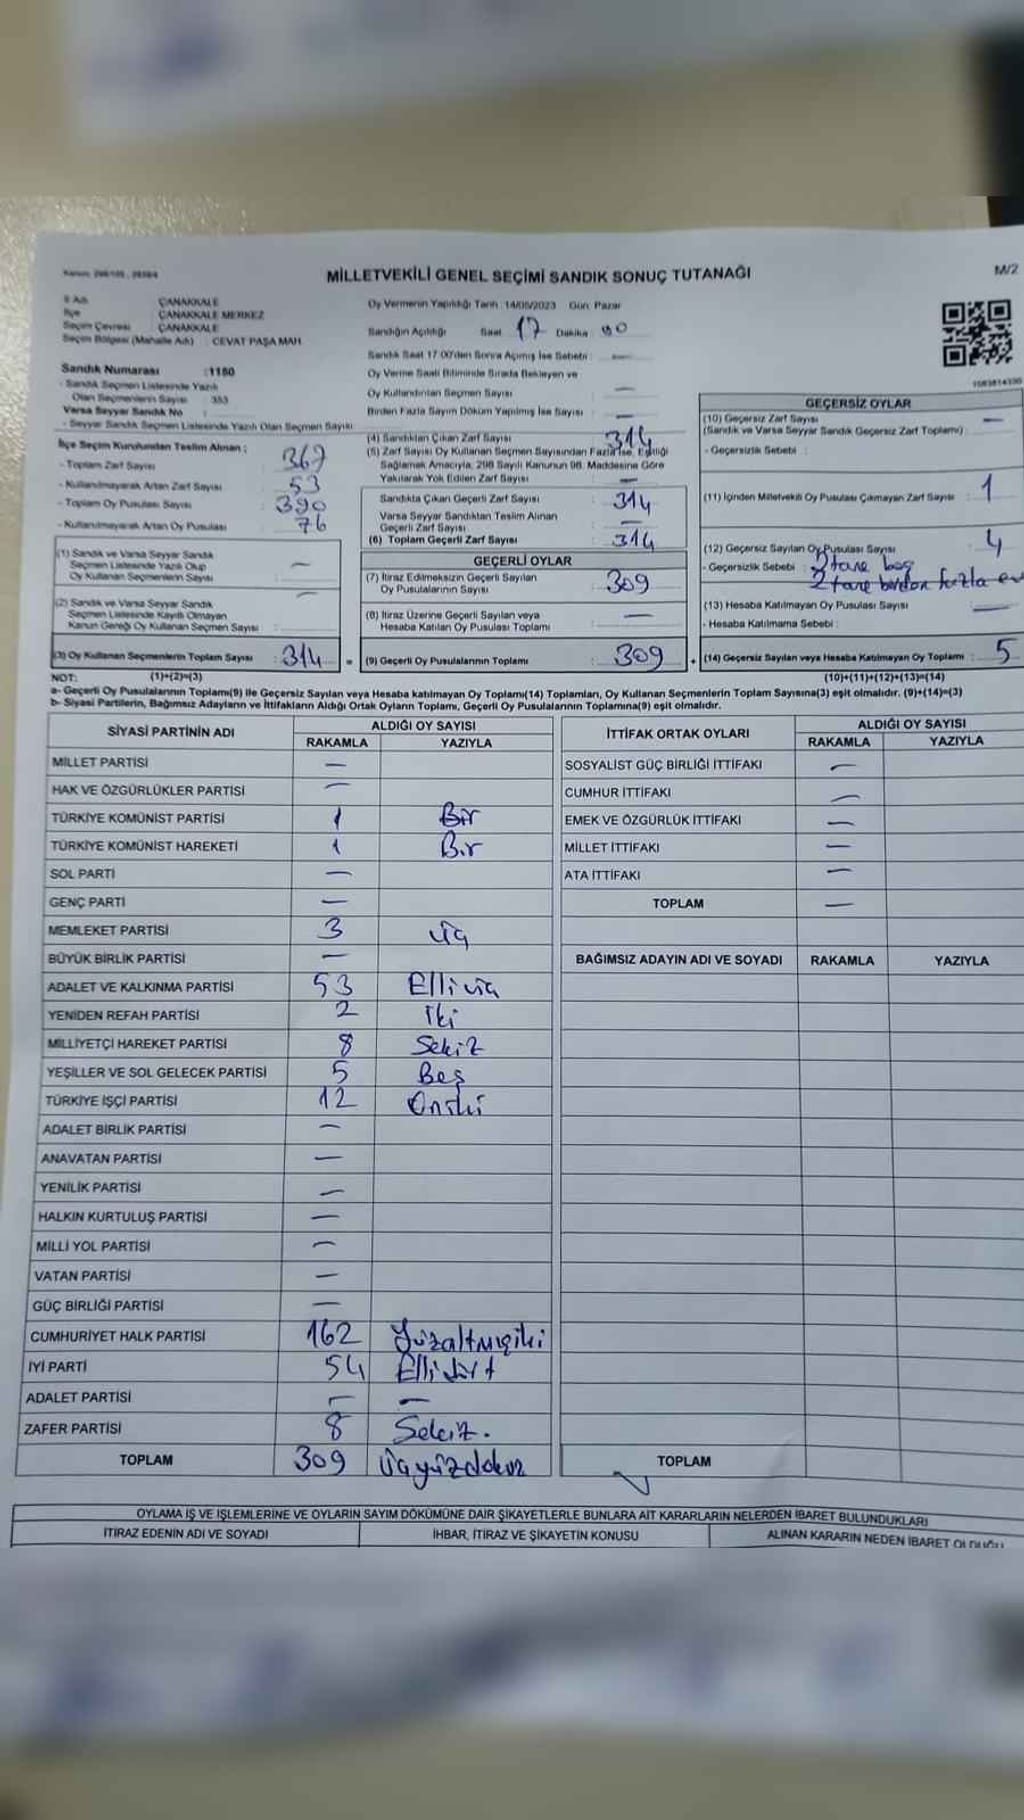 MİLLETVEKİLİ GENEL SEÇİMİ SANDIK SONUÇ TUTANAĞI
M/2
İl Adı : ÇANAKKALE
İlçe : ÇANAKKALE MERKEZ
Seçim Çevresi : ÇANAKKALE
Seçim Bölgesi (Mahalle Adı) : CEVAT PAŞA MAH.
Oy Vermenin Yapıldığı Tarih : 14/05/2023 Gün: Pazar
Sandığın Açıldığı Saat : 17 Dakika :
Sandık Saat 17.00'den Sonra Açılmış İse Sebebi : —
Sandık Numarası : 1180
- Sandık Seçmen Listesinde Yazılı
Olan Seçmenlerin Sayısı : 353
Varsa Seyyar Sandık No :
- Seyyar Sandık Seçmen Listesinde Yazılı Olan Seçmen Sayısı :
Oy Verme Saati Bitiminde Sırada Bekleyen ve
Oy Kullandırılan Seçmen Sayısı : —
Birden Fazla Sayım Döküm Yapılmış İse Sayısı : —
İlçe Seçim Kurulundan Teslim Alınan :
- Toplam Zarf Sayısı : 367
- Kullanılmayarak Artan Zarf Sayısı : 53
- Toplam Oy Pusulası Sayısı : 390
- Kullanılmayarak Artan Oy Pusulası : 76
(1) Sandık ve Varsa Seyyar Sandık
Seçmen Listesinde Yazılı Olup
Oy Kullanan Seçmenlerin Sayısı : —
(2) Sandık ve Varsa Seyyar Sandık
Seçmen Listesinde Kayıtlı Olmayan
Kanun Gereği Oy Kullanan Seçmen Sayısı : —
(3) Oy Kullanan Seçmenlerin Toplam Sayısı : 314
(4) Sandıktan Çıkan Zarf Sayısı : 314
(5) Zarf Sayısı Oy Kullanan Seçmen Sayısından Fazla İse, Eşitliği
Sağlamak Amacıyla, 298 Sayılı Kanunun 98. Maddesine Göre
Yakılarak Yok Edilen Zarf Sayısı : —
Sandıkta Çıkan Geçerli Zarf Sayısı : 314
Varsa Seyyar Sandıktan Teslim Alınan
Geçerli Zarf Sayısı : —
(6) Toplam Geçerli Zarf Sayısı : 314
GEÇERLİ OYLAR
(7) İtiraz Edilmeksizin Geçerli Sayılan
Oy Pusulalarının Sayısı : 309
(8) İtiraz Üzerine Geçerli Sayılan veya
Hesaba Katılan Oy Pusulası Toplamı : —
= (9) Geçerli Oy Pusulalarının Toplamı : 309
GEÇERSİZ OYLAR
(10) Geçersiz Zarf Sayısı : —
(Sandık ve Varsa Seyyar Sandık Geçersiz Zarf Toplamı)
- Geçersizlik Sebebi :
(11) İçinden Milletvekili Oy Pusulası Çıkmayan Zarf Sayısı : 1
(12) Geçersiz Sayılan Oy Pusulası Sayısı : 4
- Geçersizlik Sebebi : 2 tane boş
2 tane birden fazla
(13) Hesaba Katılmayan Oy Pusulası Sayısı : —
- Hesaba Katılmama Sebebi :
+ (14) Geçersiz Sayılan veya Hesaba Katılmayan Oy Toplamı : 5
NOT: (1)+(2)=(3)
(10)+(11)+(12)+(13)=(14)
a- Geçerli Oy Pusulalarının Toplamı(9) ile Geçersiz Sayılan veya Hesaba katılmayan Oy Toplamı(14) Toplamları, Oy Kullanan Seçmenlerin Toplam Sayısına(3) eşit olmalıdır. (9)+(14)=(3)
b- Siyasi Partilerin, Bağımsız Adayların ve İttifakların Aldığı Ortak Oyların Toplamı, Geçerli Oy Pusulalarının Toplamına(9) eşit olmalıdır.
SİYASİ PARTİNİN ADI ALDIĞI OY SAYISI
RAKAMLA YAZIYLA
MİLLET PARTİSİ —
HAK VE ÖZGÜRLÜKLER PARTİSİ —
TÜRKİYE KOMÜNİST PARTİSİ 1 Bir
TÜRKİYE KOMÜNİST HAREKETİ 1 Bir
SOL PARTİ —
GENÇ PARTİ —
MEMLEKET PARTİSİ 3 üç
BÜYÜK BİRLİK PARTİSİ —
ADALET VE KALKINMA PARTİSİ 53 Elliüç
YENİDEN REFAH PARTİSİ 2 İki
MİLLİYETÇİ HAREKET PARTİSİ 8 Sekiz
YEŞİLLER VE SOL GELECEK PARTİSİ 5 Beş
TÜRKİYE İŞÇİ PARTİSİ 12 Oniki
ADALET BİRLİK PARTİSİ —
ANAVATAN PARTİSİ —
YENİLİK PARTİSİ —
HALKIN KURTULUŞ PARTİSİ —
MİLLİ YOL PARTİSİ —
VATAN PARTİSİ —
GÜÇ BİRLİĞİ PARTİSİ —
CUMHURİYET HALK PARTİSİ 162 Yüzaltmışiki
İYİ PARTİ 54 Ellidört
ADALET PARTİSİ — —
ZAFER PARTİSİ 8 Sekiz.
TOPLAM 309 Üçyüzdokuz
İTTİFAK ORTAK OYLARI ALDIĞI OY SAYISI
RAKAMLA YAZIYLA
SOSYALİST GÜÇ BİRLİĞİ İTTİFAKI —
CUMHUR İTTİFAKI —
EMEK VE ÖZGÜRLÜK İTTİFAKI —
MİLLET İTTİFAKI —
ATA İTTİFAKI —
TOPLAM —
BAĞIMSIZ ADAYIN ADI VE SOYADI RAKAMLA YAZIYLA
TOPLAM
OYLAMA İŞ VE İŞLEMLERİNE VE OYLARIN SAYIM DÖKÜMÜNE DAİR ŞİKAYETLERLE BUNLARA AİT KARARLARIN NELERDEN İBARET BULUNDUKLARI
İTİRAZ EDENİN ADI VE SOYADI İHBAR, İTİRAZ VE ŞİKAYETİN KONUSU ALINAN KARARIN NEDEN İBARET OLDUĞU